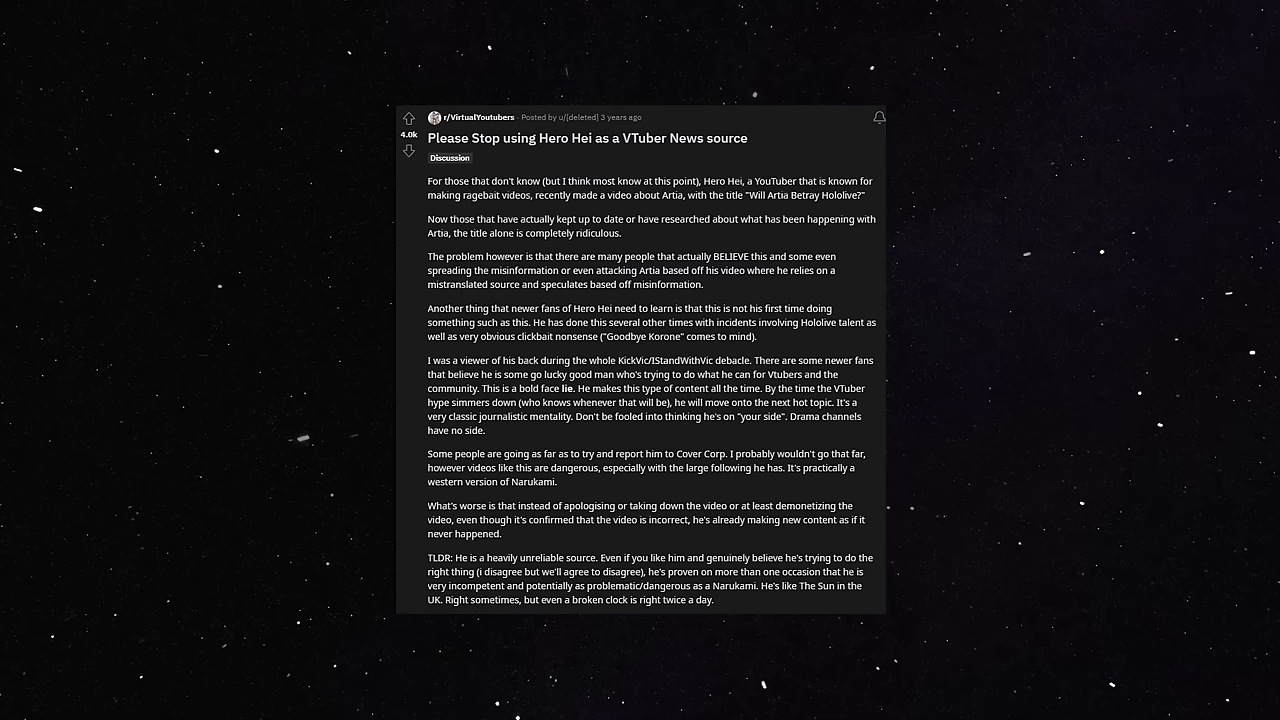 r/VirtualYoutubers · Posted by u/[deleted] 3 years ago
4.0k
Please Stop using Hero Hei as a VTuber News source
Discussion
For those that don't know (but I think most know at this point), Hero Hei, a YouTuber that is known for
making ragebait videos, recently made a video about Artia, with the title "Will Artia Betray Hololive?"
Now those that have actually kept up to date or have researched about what has been happening with
Artia, the title alone is completely ridiculous.
The problem however is that there are many people that actually BELIEVE this and some even
spreading the misinformation or even attacking Artia based off his video where he relies on a
mistranslated source and speculates based off misinformation.
Another thing that newer fans of Hero Hei need to learn is that this is not his first time doing
something such as this. He has done this several other times with incidents involving Hololive talent as
well as very obvious clickbait nonsense ("Goodbye Korone" comes to mind).
I was a viewer of his back during the whole KickVic/IStandWithVic debacle. There are some newer fans
that believe he is some go lucky good man who's trying to do what he can for Vtubers and the
community. This is a bold face lie. He makes this type of content all the time. By the time the VTuber
hype simmers down (who knows whenever that will be), he will move onto the next hot topic. It's a
very classic journalistic mentality. Don't be fooled into thinking he's on "your side". Drama channels
have no side.
Some people are going as far as to try and report him to Cover Corp. I probably wouldn't go that far,
however videos like this are dangerous, especially with the large following he has. It's practically a
western version of Narukami.
What's worse is that instead of apologising or taking down the video or at least demonetizing the
video, even though it's confirmed that the video is incorrect, he's already making new content as if it
never happened.
TLDR: He is a heavily unreliable source. Even if you like him and genuinely believe he's trying to do the
right thing (i disagree but we'll agree to disagree), he's proven on more than one occasion that he is
very incompetent and potentially as problematic/dangerous as a Narukami. He's like The Sun in the
UK. Right sometimes, but even a broken clock is right twice a day.